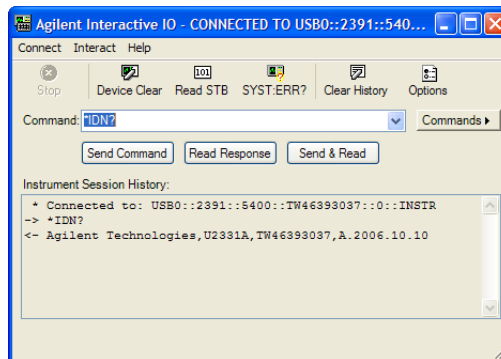 Agilent Interactive IO - CONNECTED TO USB0::2391::540...
Connect Interact Help
101
Stop Device Clear Read STB SYST:ERR? Clear History Options
Command: *IDN? Commands
Send Command Read Response Send & Read
Instrument Session History:
* Connected to: USB0::2391::5400::TW46393037::0::INSTR
-> *IDN?
<- Agilent Technologies,U2331A,TW46393037,A.2006.10.10